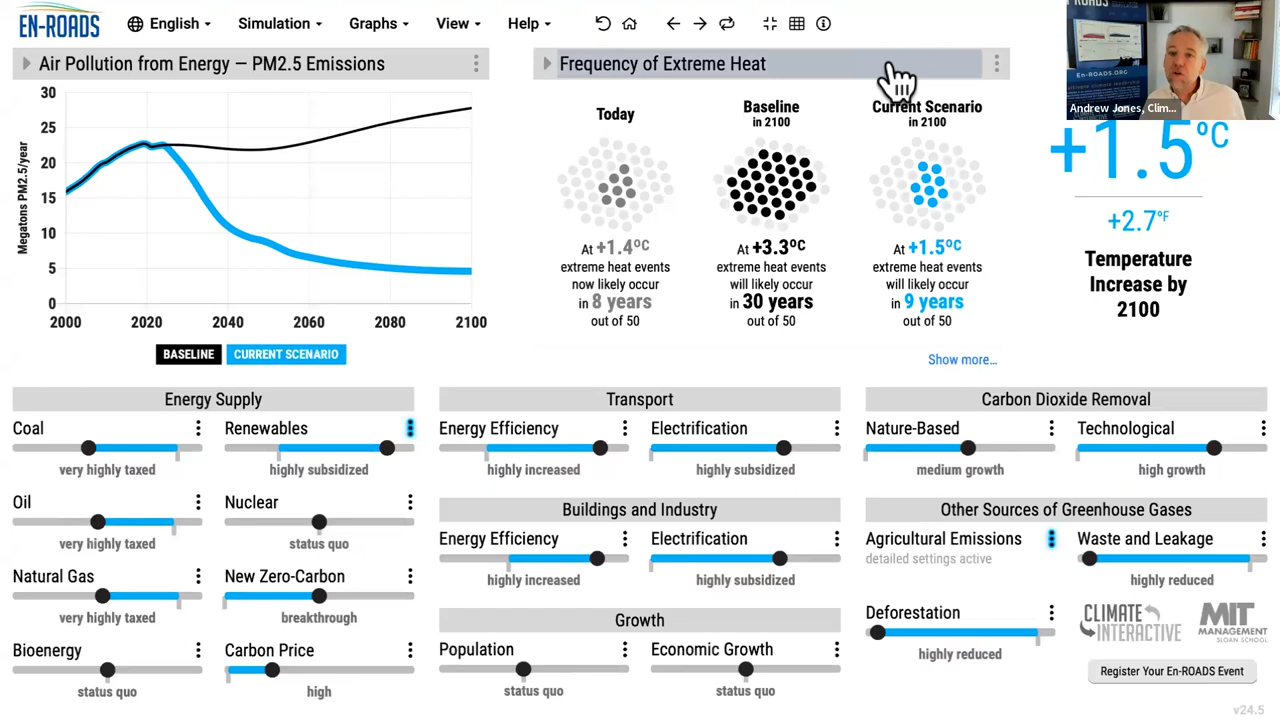 EN-ROADS
English
Simulation
Graphs
View
Help
Air Pollution from Energy — PM2.5 Emissions
Megatons PM2.5/year
30
25
20
15
10
5
0
2000 2020 2040 2060 2080 2100
BASELINE
CURRENT SCENARIO
Frequency of Extreme Heat
Today
At +1.4ºC
extreme heat events
now likely occur
in 8 years
out of 50
Baseline
in 2100
At +3.3ºC
extreme heat events
will likely occur
in 30 years
out of 50
Current Scenario
in 2100
At +1.5ºC
extreme heat events
will likely occur
in 9 years
out of 50
Show more...
En-ROADS.ORG
Andrew Jones, Clim...
+1.5ºC
+2.7ºF
Temperature
Increase by
2100
Energy Supply
Coal
very highly taxed
Renewables
highly subsidized
Oil
very highly taxed
Nuclear
status quo
Natural Gas
very highly taxed
New Zero-Carbon
breakthrough
Bioenergy
status quo
Carbon Price
high
Transport
Energy Efficiency
highly increased
Electrification
highly subsidized
Buildings and Industry
Energy Efficiency
highly increased
Electrification
highly subsidized
Growth
Population
status quo
Economic Growth
status quo
Carbon Dioxide Removal
Nature-Based
medium growth
Technological
high growth
Other Sources of Greenhouse Gases
Agricultural Emissions
detailed settings active
Waste and Leakage
highly reduced
Deforestation
highly reduced
CLIMATE
INTERACTIVE
MIT
MANAGEMENT
SLOAN SCHOOL
Register Your En-ROADS Event
v24.5